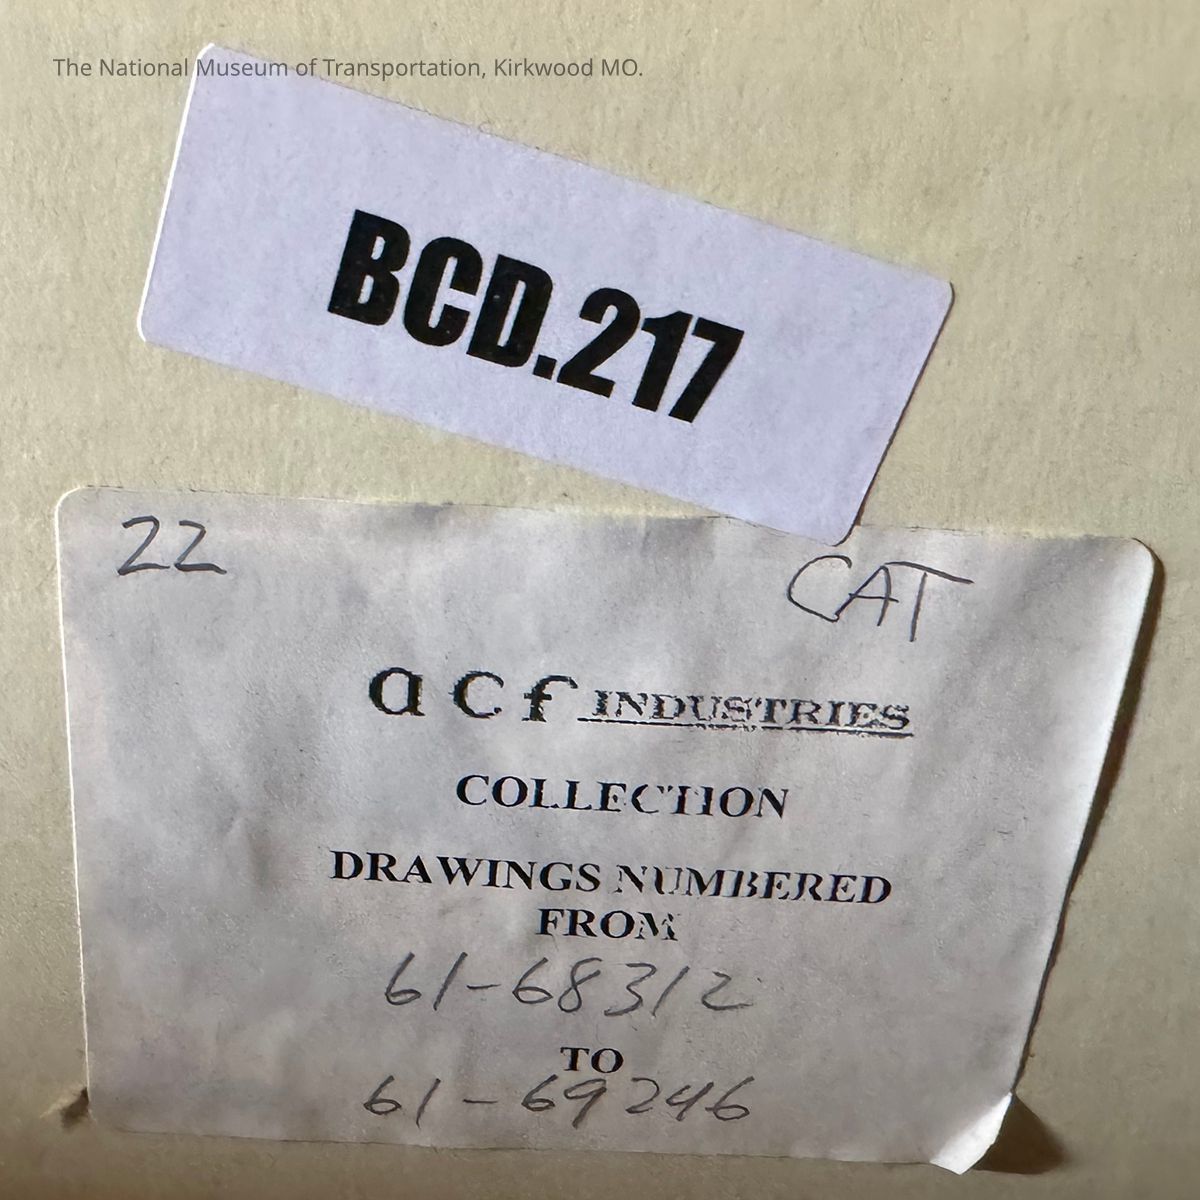 The National Museum of Transportation, Kirkwood MO.
BCD.217
22
CAT
acf INDUSTRIES
COLLECTION
DRAWINGS NUMBERED
FROM
61-68312
TO
61-69246